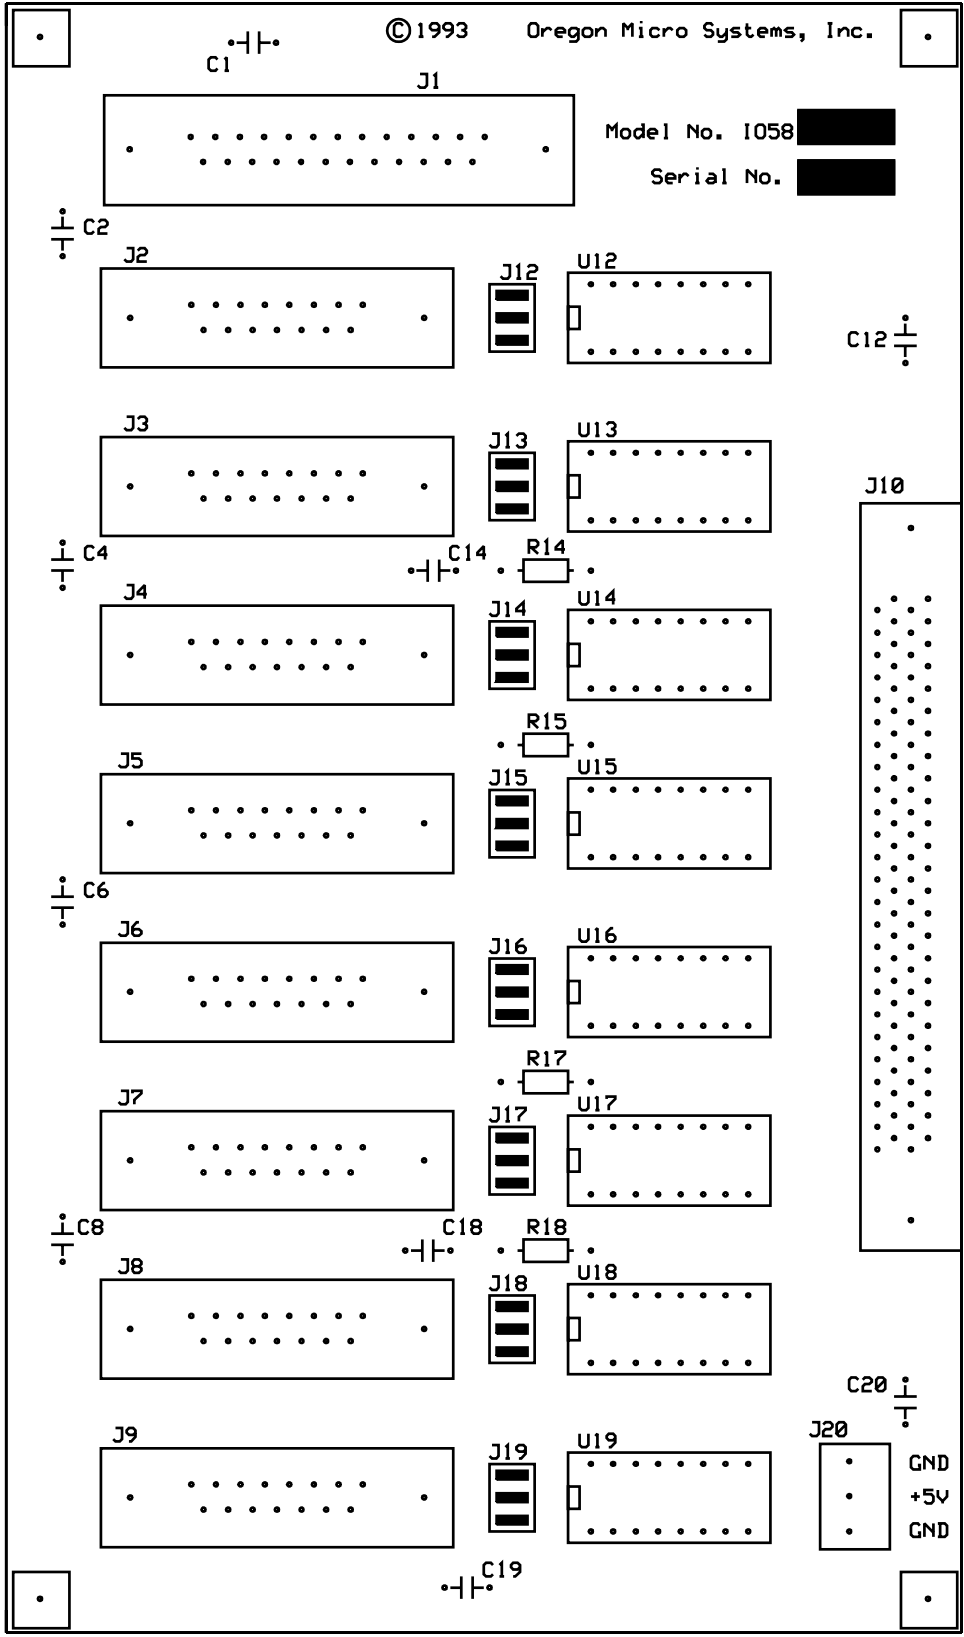 ©1993 Oregon Micro Systems, Inc.
C1
J1
Model No. IO58
Serial No.
C2
J2
J12
U12
C12
J3
J13
U13
J10
C4
C14
R14
J4
J14
U14
R15
J5
J15
U15
C6
J6
J16
U16
R17
J7
J17
U17
C8
C18
R18
J8
J18
U18
C20
J20
J9
J19
U19
GND
+5V
GND
C19